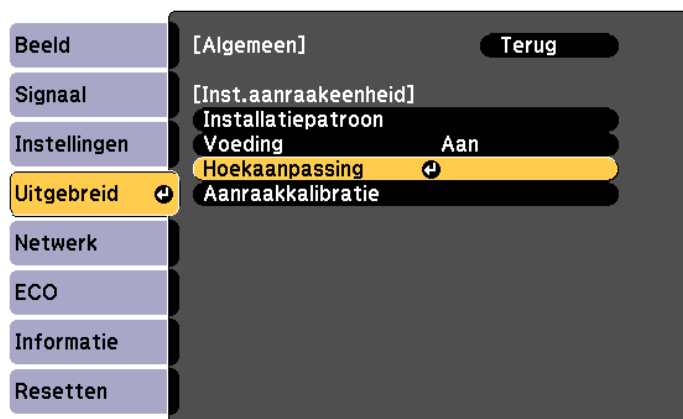 Beeld
Signaal
Instellingen
Uitgebreid
Netwerk
ECO
Informatie
Resetten
[Algemeen] Terug
[Inst.aanraakeenheid]
Installatiepatroon
Voeding Aan
Hoekaanpassing
Aanraakkalibratie